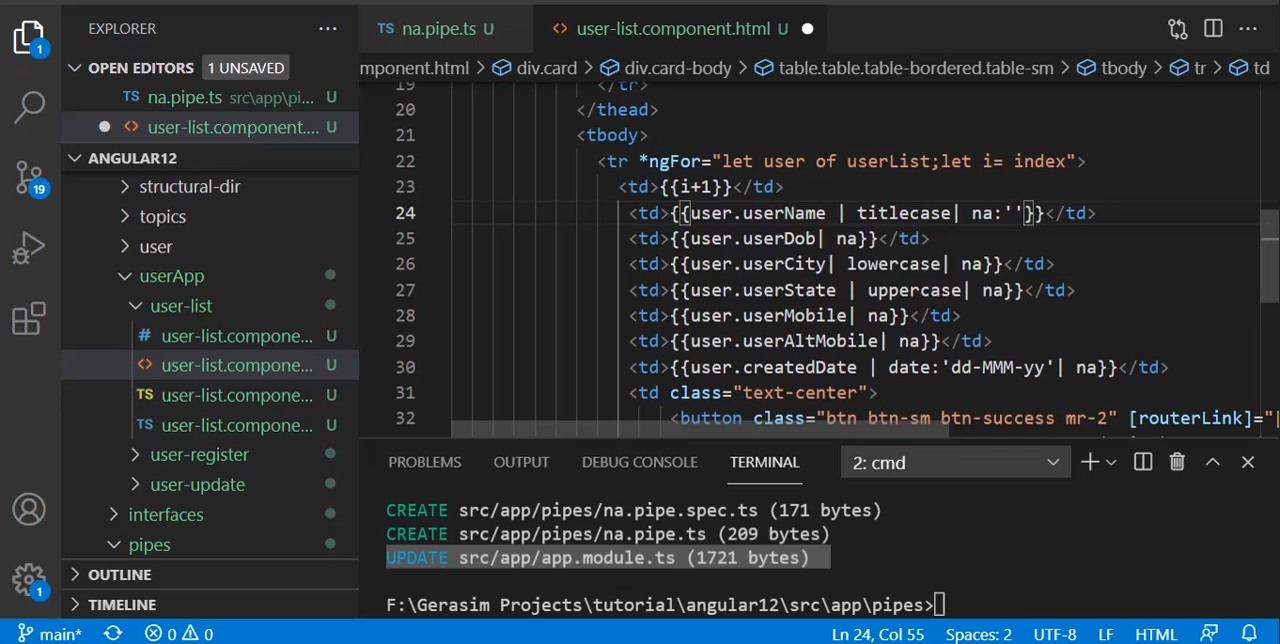 EXPLORER
OPEN EDITORS 1 UNSAVED
TS na.pipe.ts src\app\pi... U
<> user-list.component.... U
ANGULAR12
structural-dir
topics
user
userApp
user-list
# user-list.compone... U
<> user-list.compone... U
TS user-list.compone... U
TS user-list.compone... U
user-register
user-update
interfaces
pipes
OUTLINE
TIMELINE
1
19
1
TS na.pipe.ts U
<> user-list.component.html U
mponent.html > div.card > div.card-body > table.table.table-bordered.table-sm > tbody > tr > td
19 </tr>
20 </thead>
21 <tbody>
22 <tr *ngFor="let user of userList;let i= index">
23 <td>{{i+1}}</td>
24 <td>{{user.userName | titlecase| na:''}}</td>
25 <td>{{user.userDob| na}}</td>
26 <td>{{user.userCity| lowercase| na}}</td>
27 <td>{{user.userState | uppercase| na}}</td>
28 <td>{{user.userMobile| na}}</td>
29 <td>{{user.userAltMobile| na}}</td>
30 <td>{{user.createdDate | date:'dd-MMM-yy'| na}}</td>
31 <td class="text-center">
32 <button class="btn btn-sm btn-success mr-2" [routerLink]="[
PROBLEMS OUTPUT DEBUG CONSOLE TERMINAL 2: cmd
CREATE src/app/pipes/na.pipe.spec.ts (171 bytes)
CREATE src/app/pipes/na.pipe.ts (209 bytes)
UPDATE src/app/app.module.ts (1721 bytes)
F:\Gerasim Projects\tutorial\angular12\src\app\pipes>
main* 0 0 Ln 24, Col 55 Spaces: 2 UTF-8 LF HTML